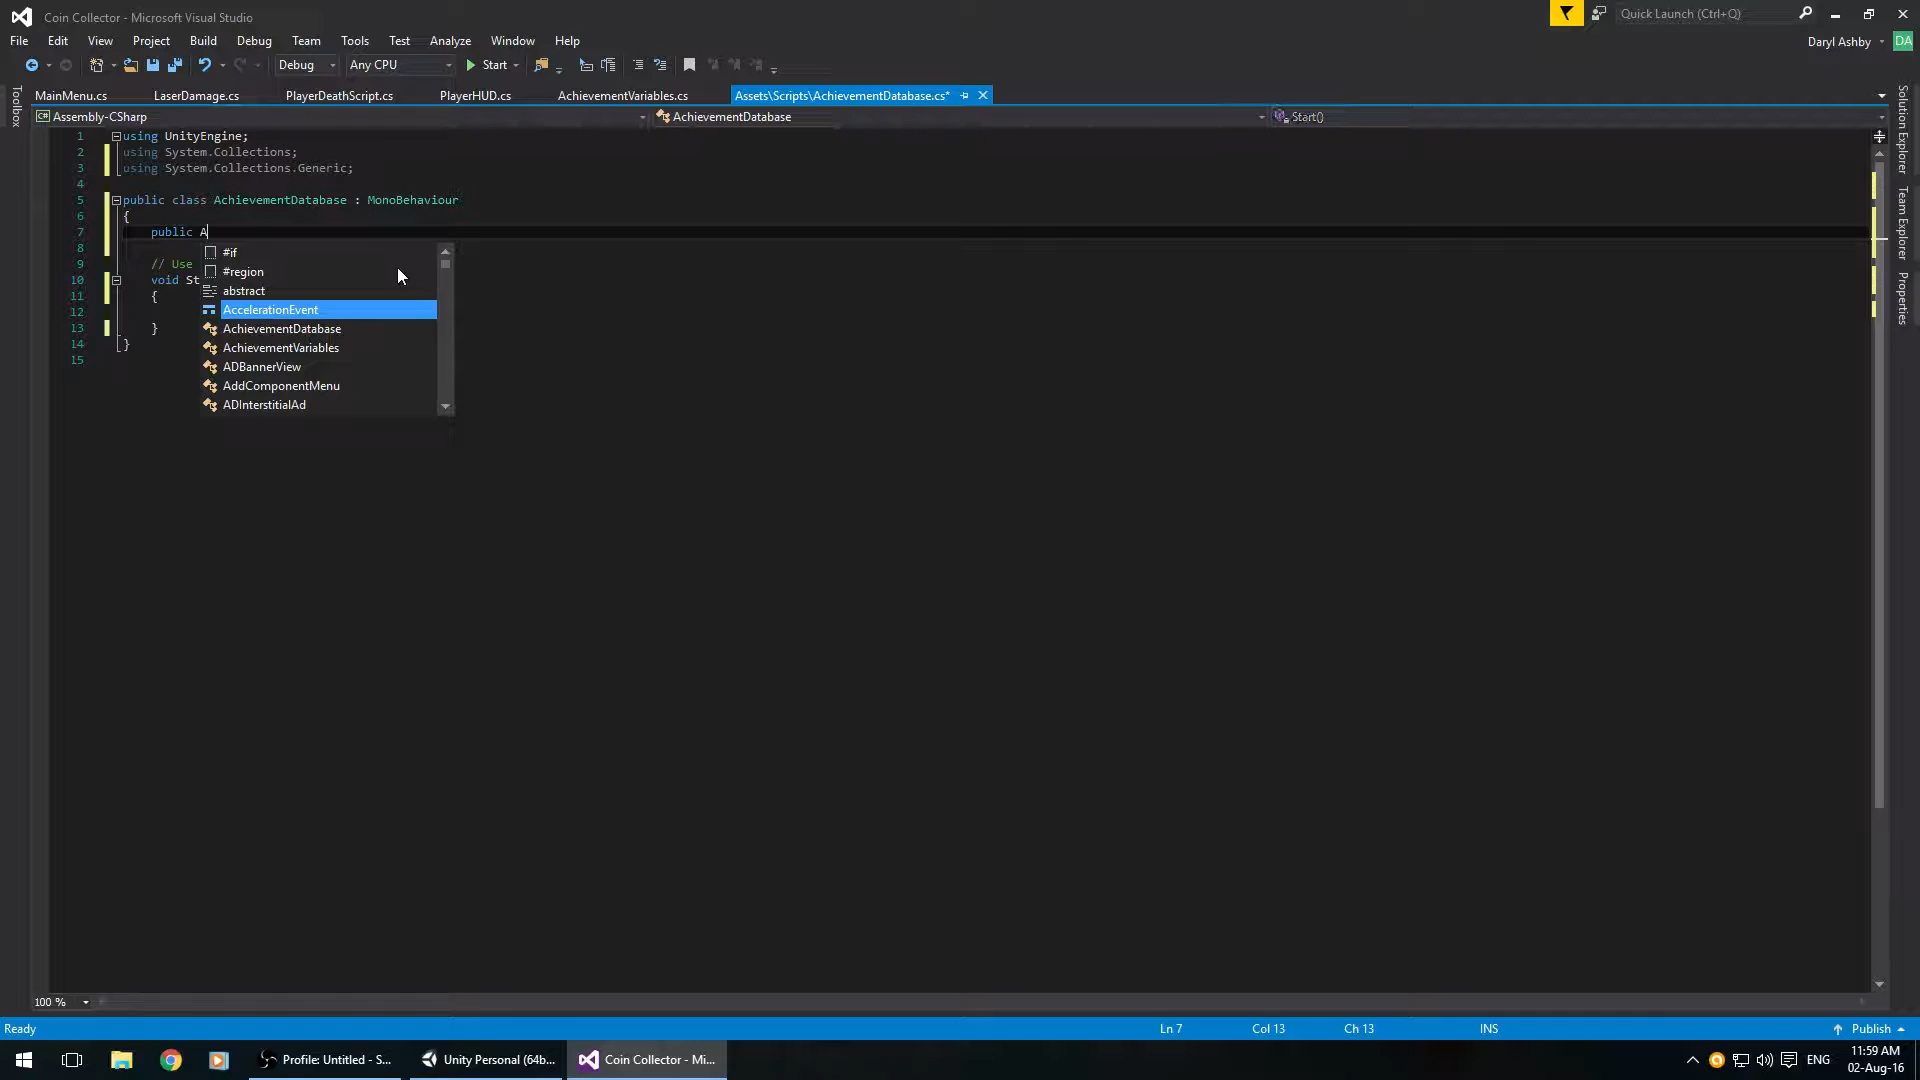 Coin Collector - Microsoft Visual Studio
Quick Launch (Ctrl+Q)
File Edit View Project Build Debug Team Tools Test Analyze Window Help
Daryl Ashby DA
Debug Any CPU Start
MainMenu.cs LaserDamage.cs PlayerDeathScript.cs PlayerHUD.cs AchievementVariables.cs Assets\Scripts\AchievementDatabase.cs*
C# Assembly-CSharp AchievementDatabase Start()
Toolbox
Solution Explorer
Team Explorer
Properties
1 using UnityEngine;
2 using System.Collections;
3 using System.Collections.Generic;
4
5 public class AchievementDatabase : MonoBehaviour
6 {
7 public A
8
9 // Use
10 void St
11 {
12
13 }
14 }
15
#if
#region
abstract
AccelerationEvent
AchievementDatabase
AchievementVariables
ADBannerView
AddComponentMenu
ADInterstitialAd
100 %
Ready Ln 7 Col 13 Ch 13 INS Publish
Profile: Untitled - S... Unity Personal (64b... Coin Collector - Mi... ENG 11:59 AM
02-Aug-16